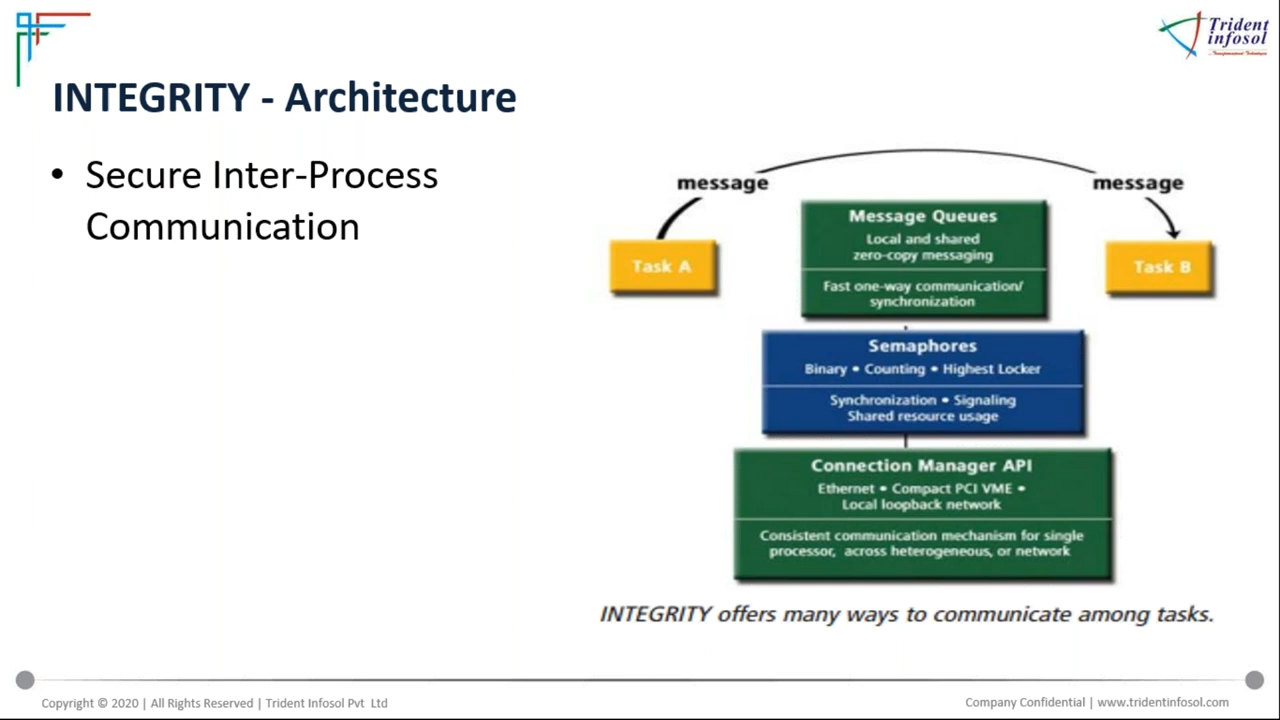 Trident
infosol
INTEGRITY - Architecture
• Secure Inter-Process
Communication
message
message
Task A
Task B
Message Queues
Local and shared
zero-copy messaging
Fast one-way communication/
synchronization
Semaphores
Binary • Counting • Highest Locker
Synchronization • Signaling
Shared resource usage
Connection Manager API
Ethernet • Compact PCI VME •
Local loopback network
Consistent communication mechanism for single
processor, across heterogeneous, or network
INTEGRITY offers many ways to communicate among tasks.
Copyright © 2020 | All Rights Reserved | Trident Infosol Pvt Ltd
Company Confidential | www.tridentinfosol.com